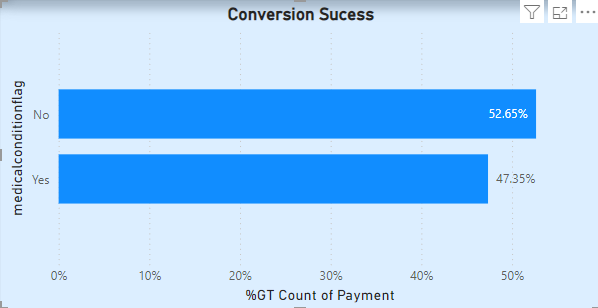 Conversion Sucess
medicalconditionflag
No
52.65%
Yes
47.35%
0%
10%
20%
30%
40%
50%
%GT Count of Payment